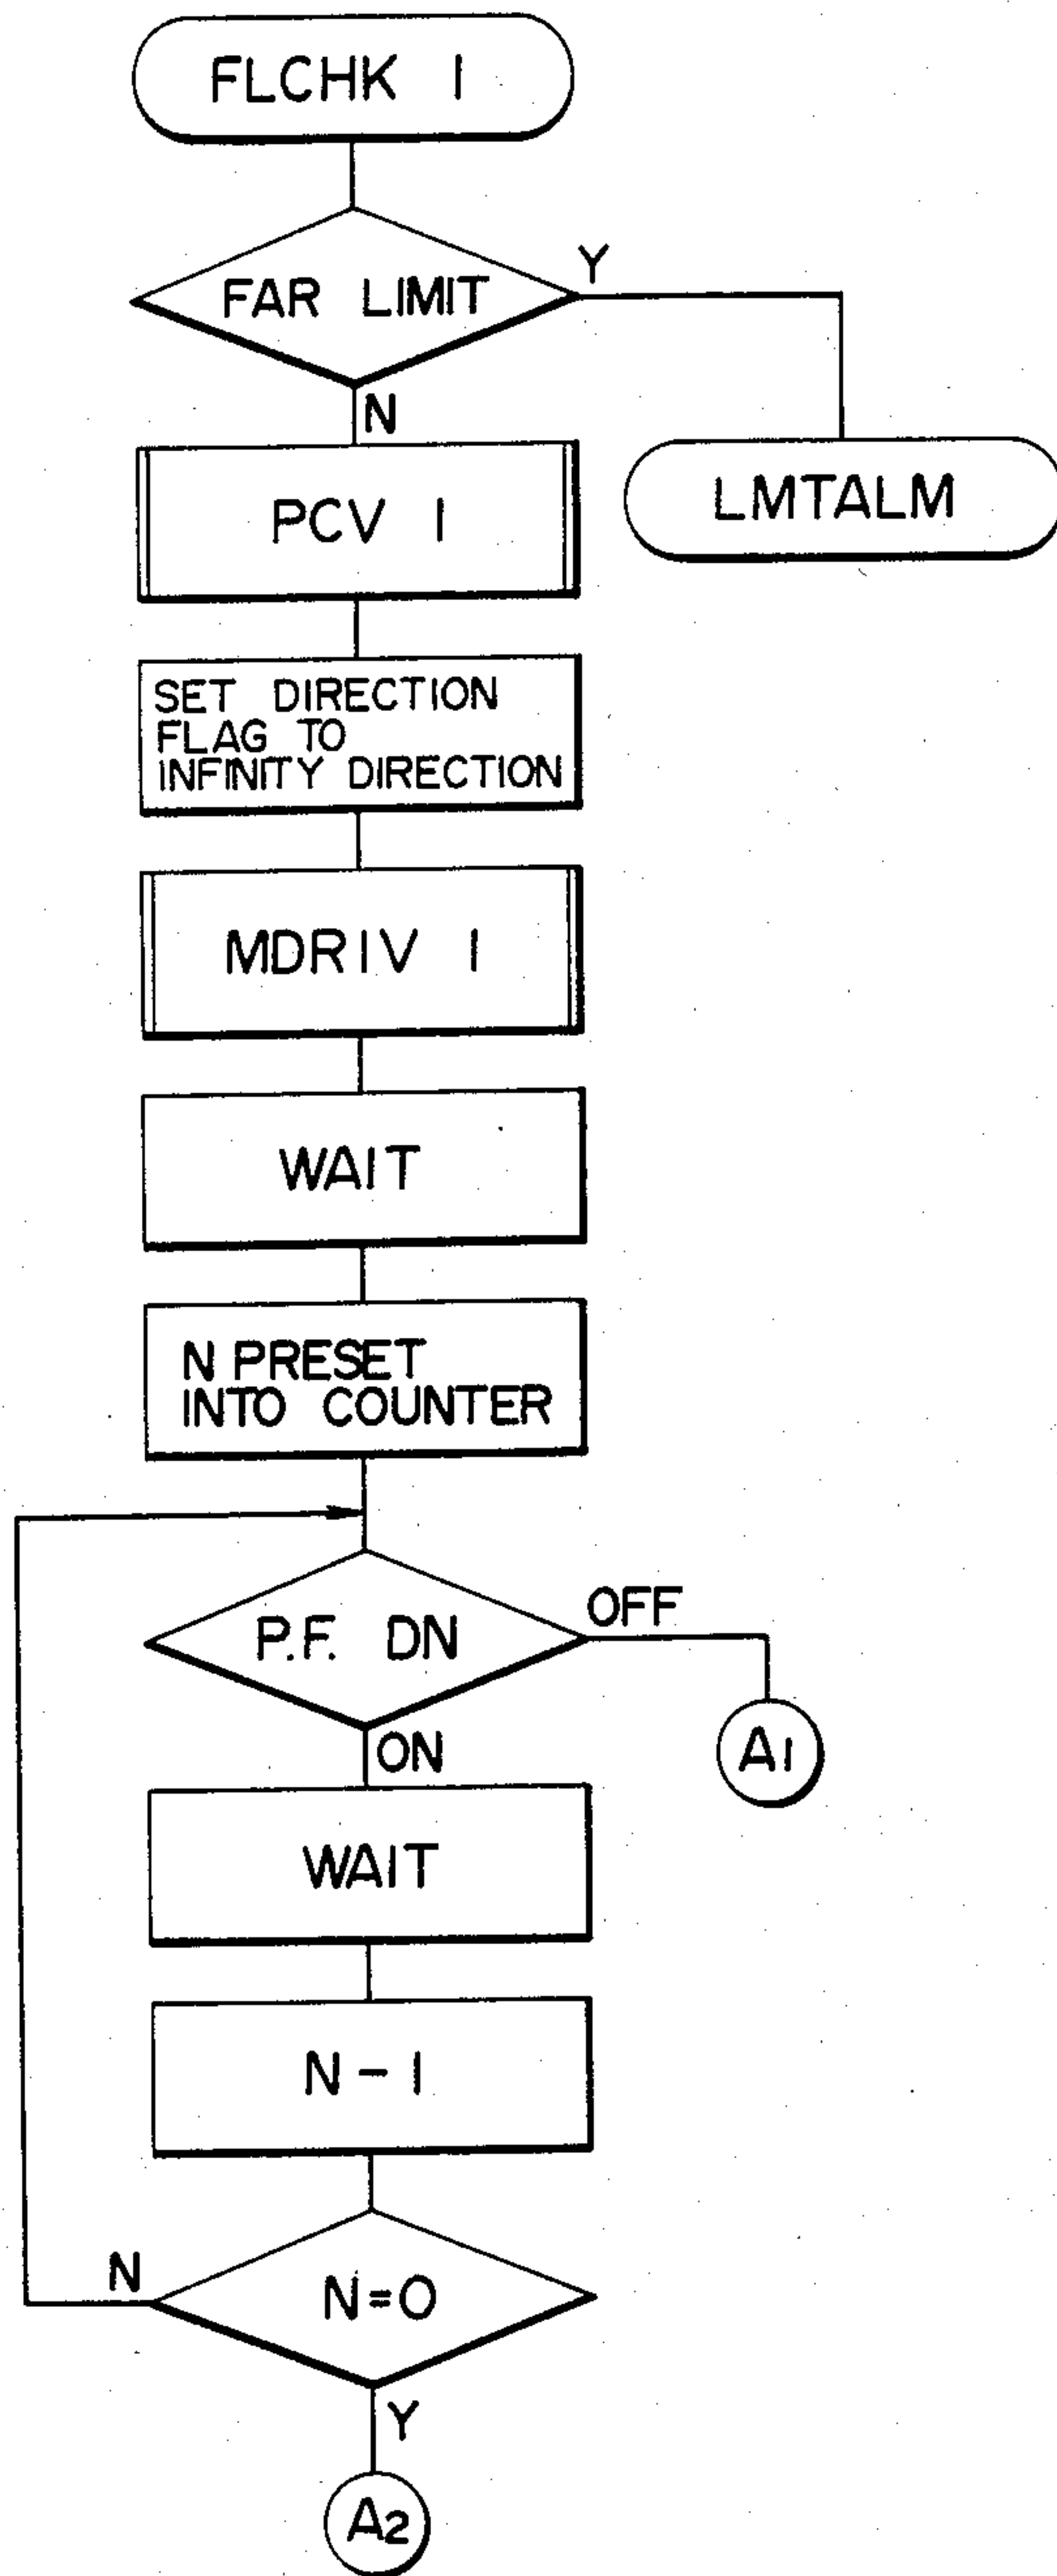 FLCHK 1
FAR LIMIT
Y
N
PCV 1
LMTALM
SET DIRECTION
FLAG TO
INFINITY DIRECTION
MDRIV 1
WAIT
N PRESET
INTO COUNTER
P.F. DN
OFF
A1
ON
WAIT
N-1
N
N=0
Y
A2